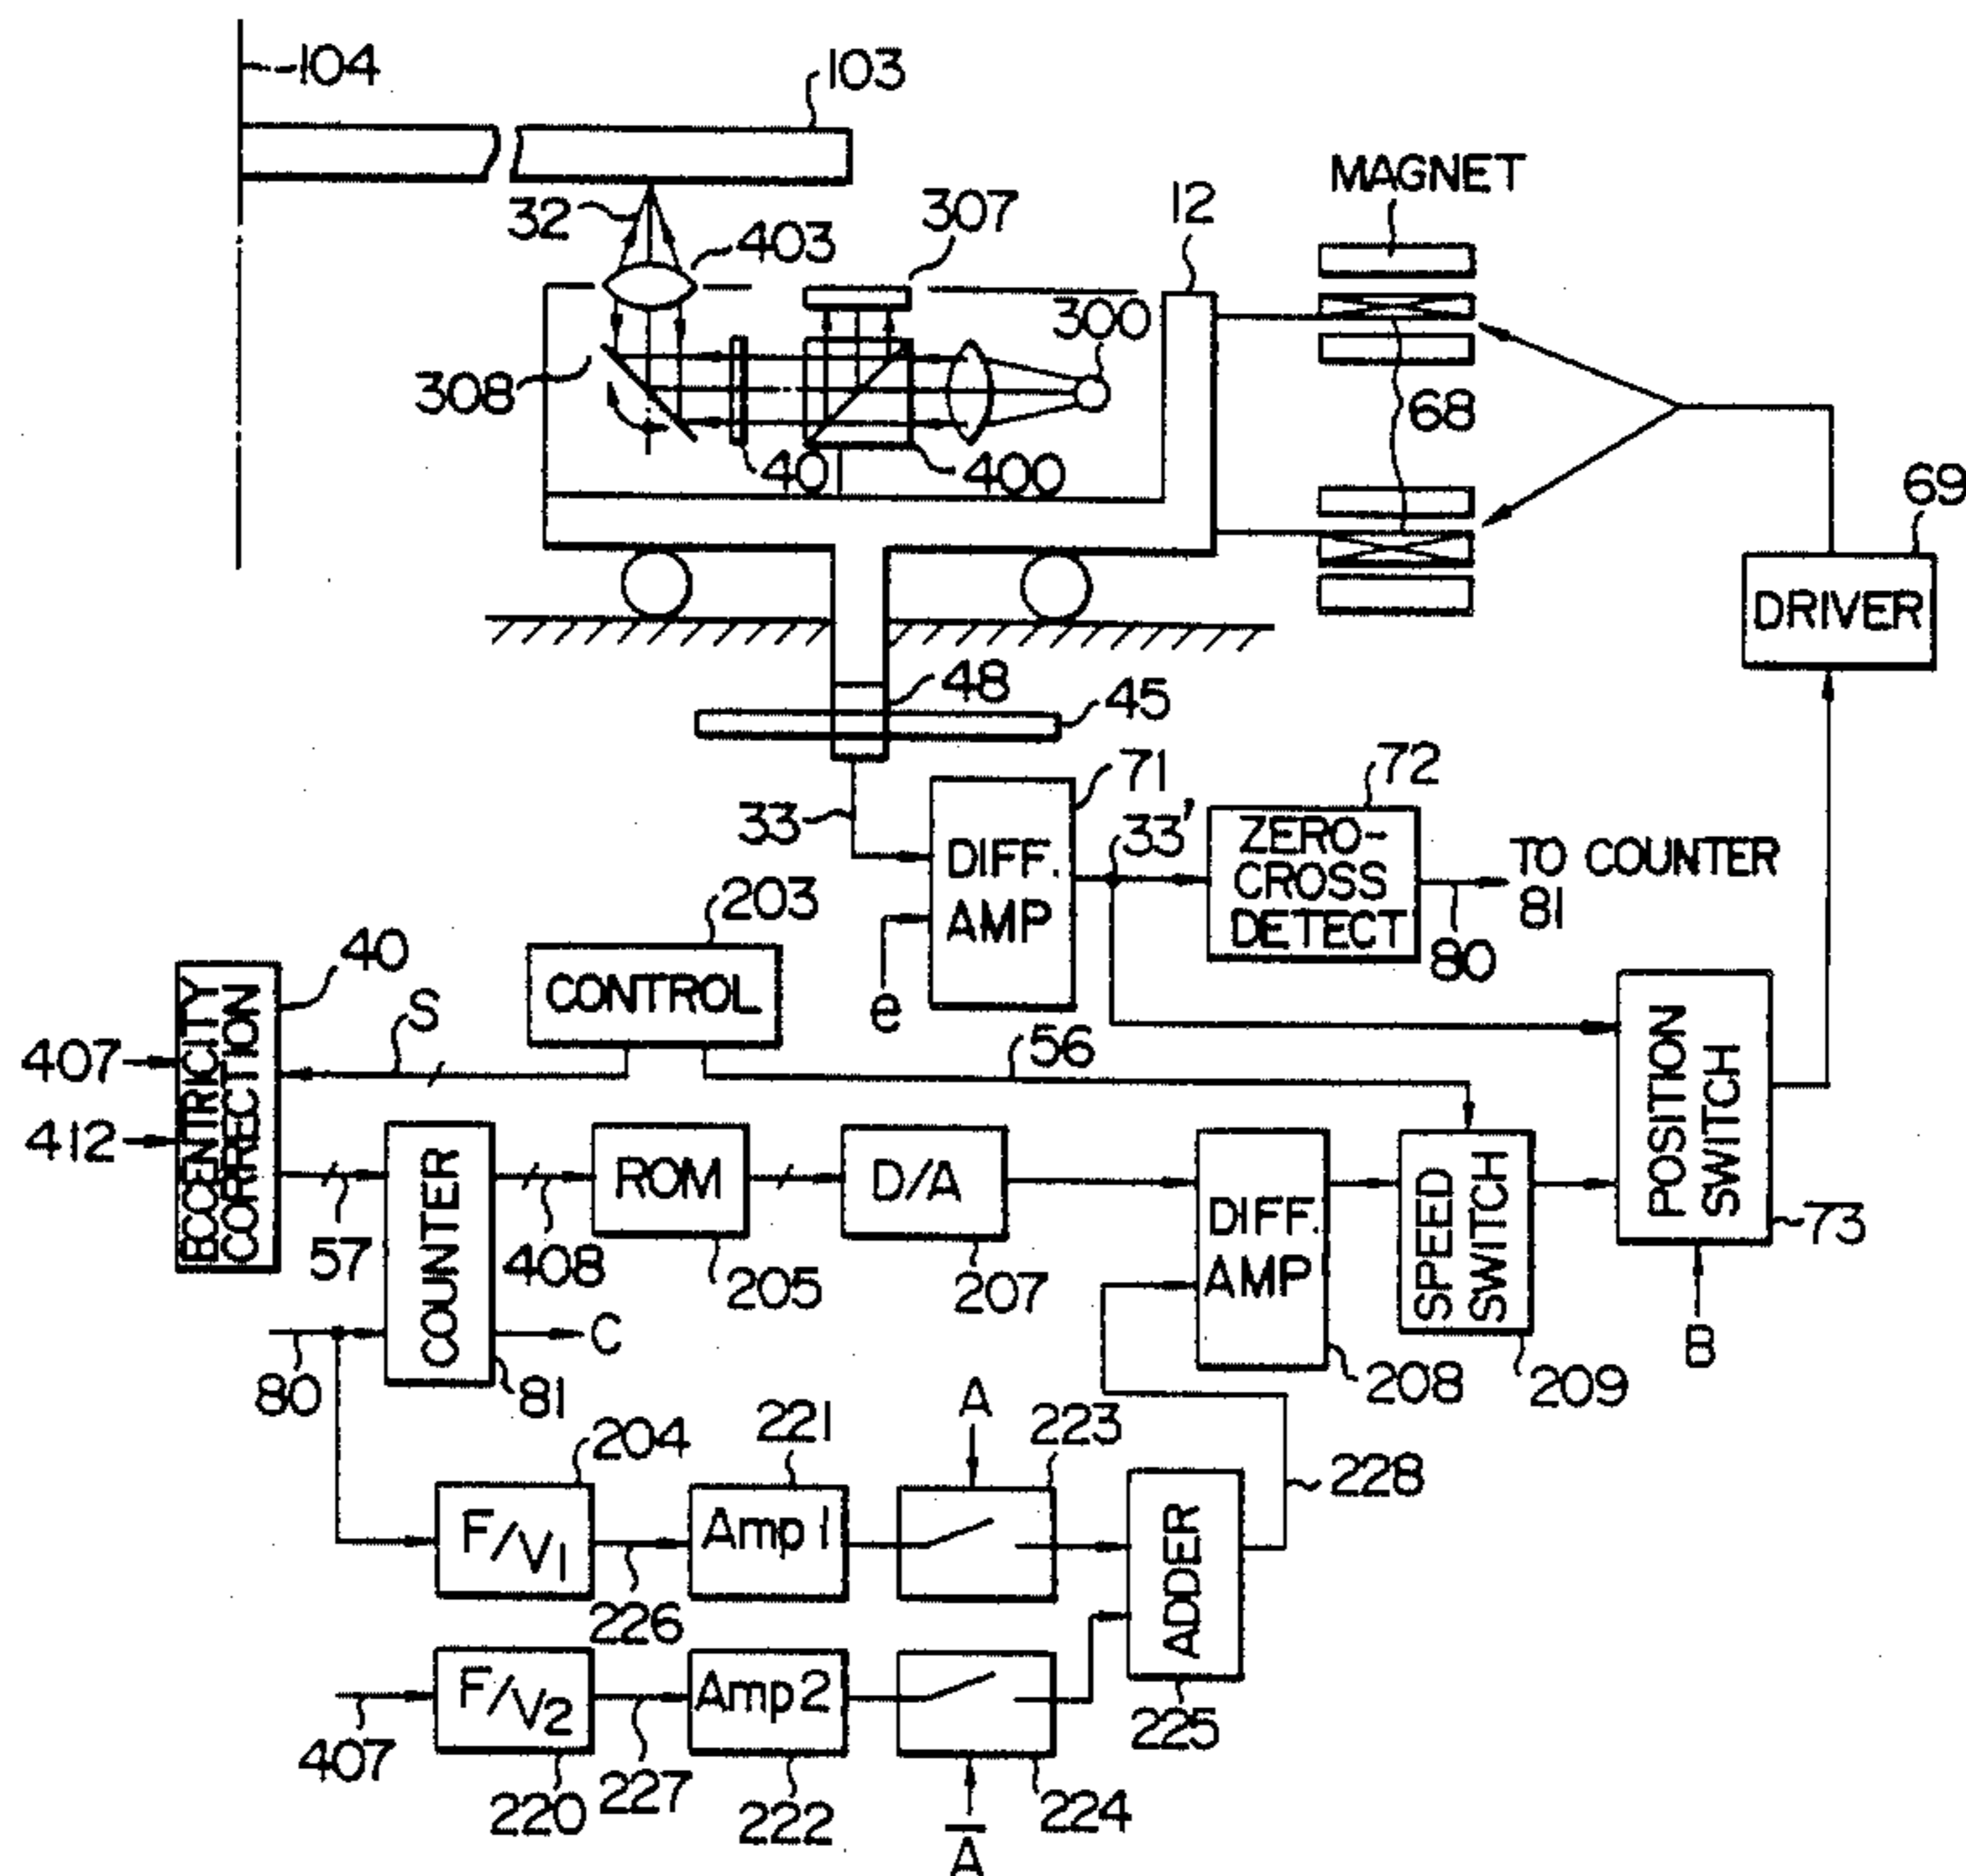 104
103
MAGNET
32
403
307
12
300
308
68
401
400
69
DRIVER
48
45
33
71
DIFF.
AMP
e
33'
72
ZERO-
CROSS
DETECT
80
TO COUNTER
81
203
CONTROL
40
S
56
ECCENTRICITY
CORRECTION
407
412
57
COUNTER
408
ROM
205
D/A
207
DIFF.
AMP
208
SPEED
SWITCH
209
POSITION
SWITCH
73
B
80
81
C
204
F/V1
226
221
Amp 1
A
223
ADDER
225
228
407
F/V2
220
227
Amp 2
222
224
A̅